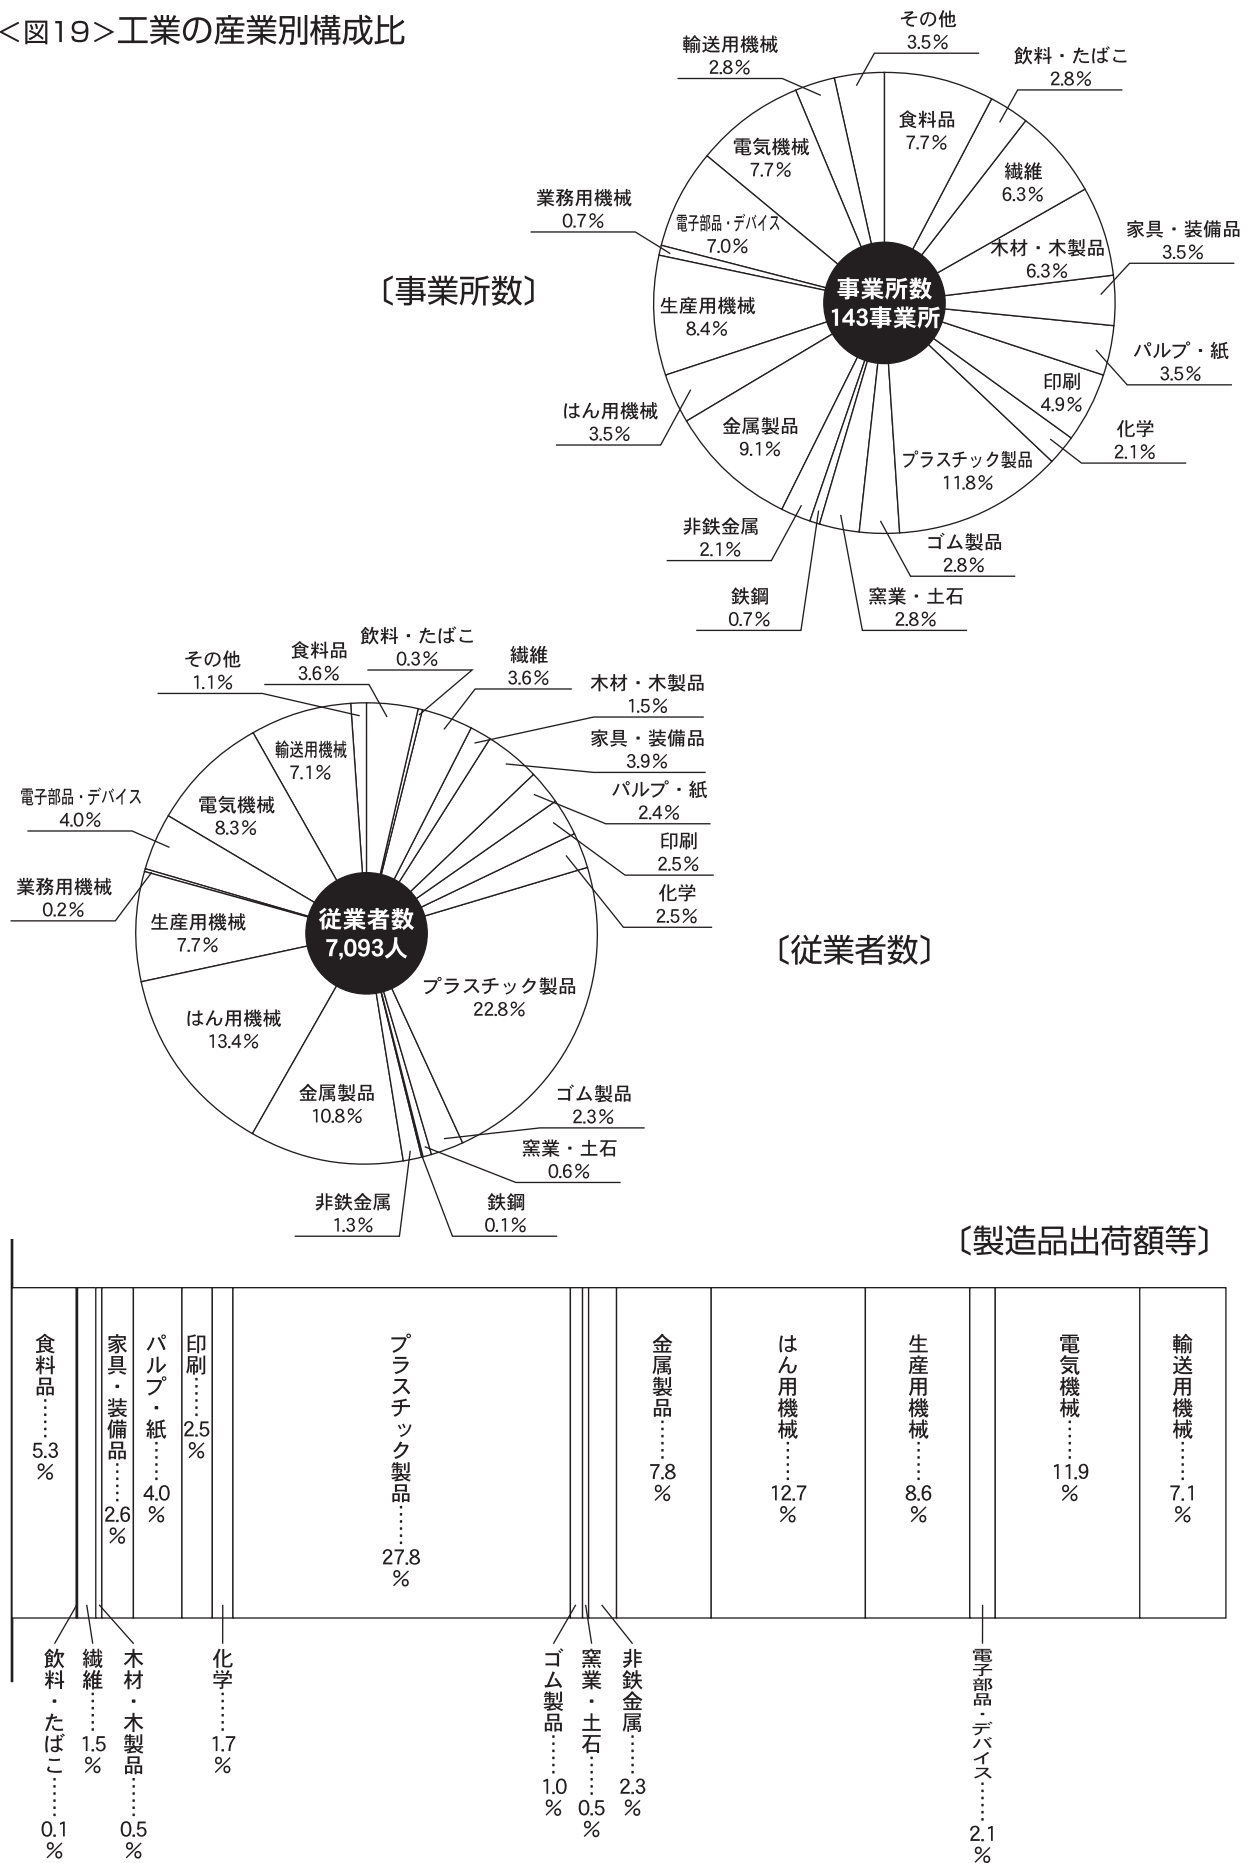 ＜図19＞工業の産業別構成比
〔事業所数〕
事業所数
143事業所
食料品
7.7%
飲料・たばこ
2.8%
繊維
6.3%
木材・木製品
6.3%
家具・装備品
3.5%
パルプ・紙
3.5%
印刷
4.9%
化学
2.1%
プラスチック製品
11.8%
ゴム製品
2.8%
窯業・土石
2.8%
鉄鋼
0.7%
非鉄金属
2.1%
金属製品
9.1%
はん用機械
3.5%
生産用機械
8.4%
業務用機械
0.7%
電子部品・デバイス
7.0%
電気機械
7.7%
輸送用機械
2.8%
その他
3.5%
〔従業者数〕
従業者数
7,093人
食料品
3.6%
飲料・たばこ
0.3%
繊維
3.6%
木材・木製品
1.5%
家具・装備品
3.9%
パルプ・紙
2.4%
印刷
2.5%
化学
2.5%
プラスチック製品
22.8%
ゴム製品
2.3%
窯業・土石
0.6%
鉄鋼
0.1%
非鉄金属
1.3%
金属製品
10.8%
はん用機械
13.4%
生産用機械
7.7%
業務用機械
0.2%
電子部品・デバイス
4.0%
電気機械
8.3%
輸送用機械
7.1%
その他
1.1%
〔製造品出荷額等〕
食料品……5.3%
飲料・たばこ……0.1%
繊維……1.5%
木材・木製品……0.5%
家具・装備品……2.6%
パルプ・紙……4.0%
印刷……2.5%
化学……1.7%
プラスチック製品……27.8%
ゴム製品……1.0%
窯業・土石……0.5%
非鉄金属……2.3%
金属製品……7.8%
はん用機械……12.7%
生産用機械……8.6%
電子部品・デバイス……2.1%
電気機械……11.9%
輸送用機械……7.1%